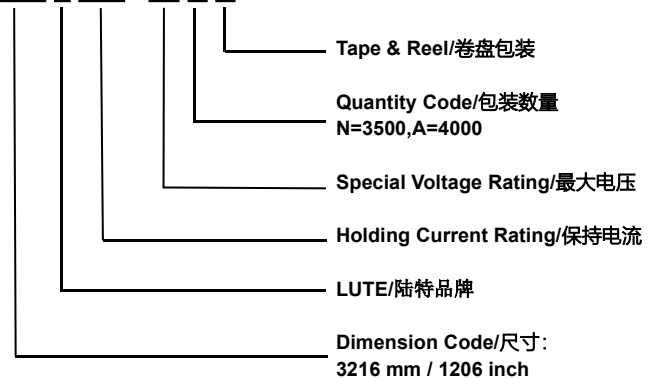 Tape & Reel/卷盘包装
Quantity Code/包装数量
N=3500,A=4000
Special Voltage Rating/最大电压
Holding Current Rating/保持电流
LUTE/陆特品牌
Dimension Code/尺寸：
3216 mm / 1206 inch